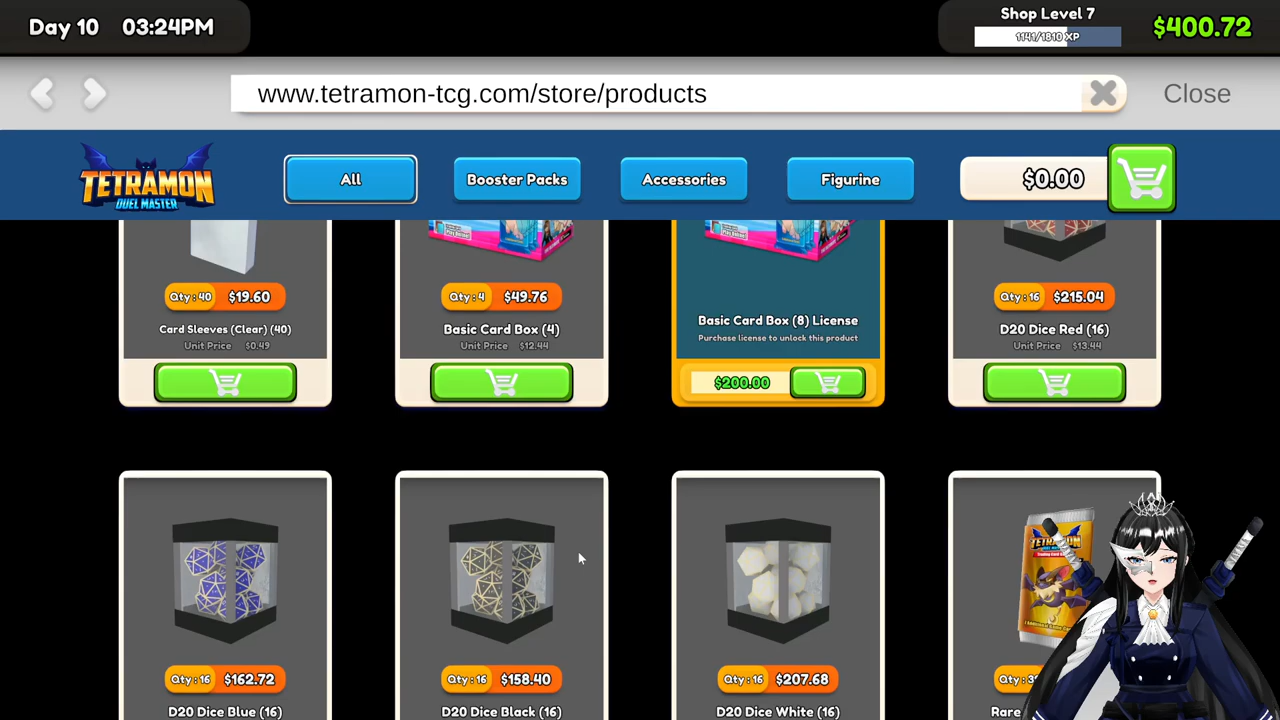 Day 10 03:24PM
Shop Level 7
1141/1810 XP
$400.72
www.tetramon-tcg.com/store/products
Close
TETRAMON
DUEL MASTER
All
Booster Packs
Accessories
Figurine
$0.00
Qty : 40 $19.60
Card Sleeves (Clear) (40)
Unit Price $0.49
Qty : 4 $49.76
Basic Card Box (4)
Unit Price $12.44
Basic Card Box (8) License
Purchase license to unlock this product
$200.00
Qty : 16 $215.04
D20 Dice Red (16)
Unit Price $13.44
TETRAMON
Qty : 16 $162.72
D20 Dice Blue (16)
Qty : 16 $158.40
D20 Dice Black (16)
Qty : 16 $207.68
D20 Dice White (16)
Qty :
Rare